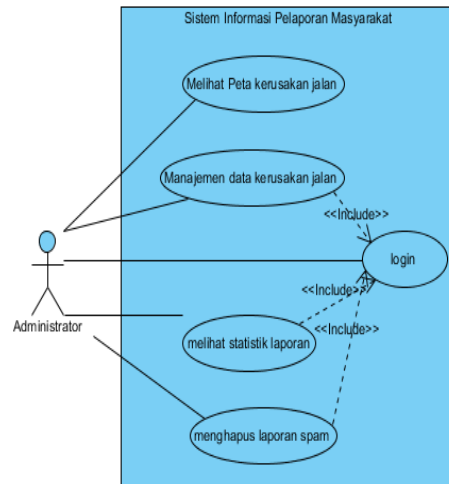 Sistem Informasi Pelaporan Masyarakat
Melihat Peta kerusakan jalan
Manajemen data kerusakan jalan
<<Include>>
login
<<Include>>
<<Include>>
Administrator
melihat statistik laporan
menghapus laporan spam